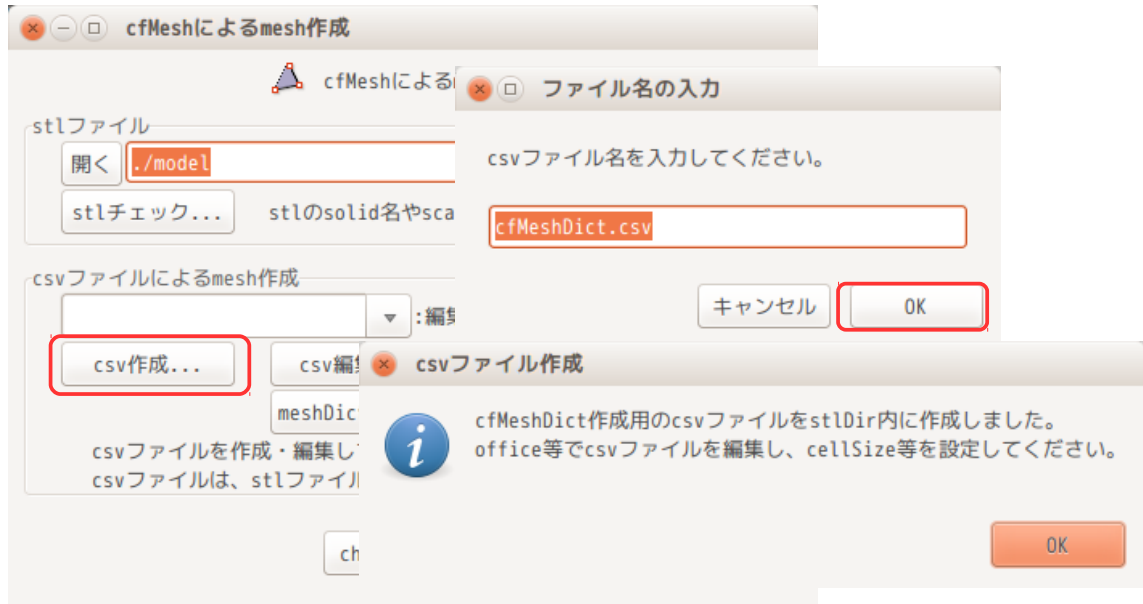 cfMeshによるmesh作成
cfMeshによる
stlファイル
開く ./model
stlチェック... stlのsolid名やsca
csvファイルによるmesh作成
:編集
csv作成... csv編
meshDic
csvファイルを作成・編集し
csvファイルは、stlファイル
ch
ファイル名の入力
csvファイル名を入力してください。
cfMeshDict.csv
キャンセル OK
csvファイル作成
cfMeshDict作成用のcsvファイルをstlDir内に作成しました。
office等でcsvファイルを編集し、cellSize等を設定してください。
OK